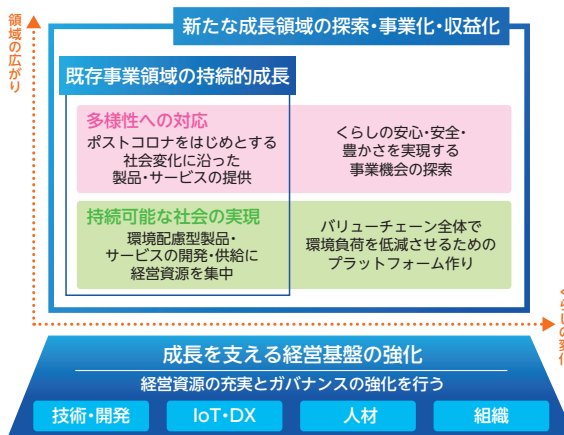 領域の広がり
新たな成長領域の探索・事業化・収益化
既存事業領域の持続的成長
多様性への対応
ポストコロナをはじめとする
社会変化に沿った
製品・サービスの提供
くらしの安心・安全・
豊かさを実現する
事業機会の探索
持続可能な社会の実現
環境配慮型製品・
サービスの開発・供給に
経営資源を集中
バリューチェーン全体で
環境負荷を低減させるための
プラットフォーム作り
くらしの変化
成長を支える経営基盤の強化
経営資源の充実とガバナンスの強化を行う
技術・開発
IoT・DX
人材
組織